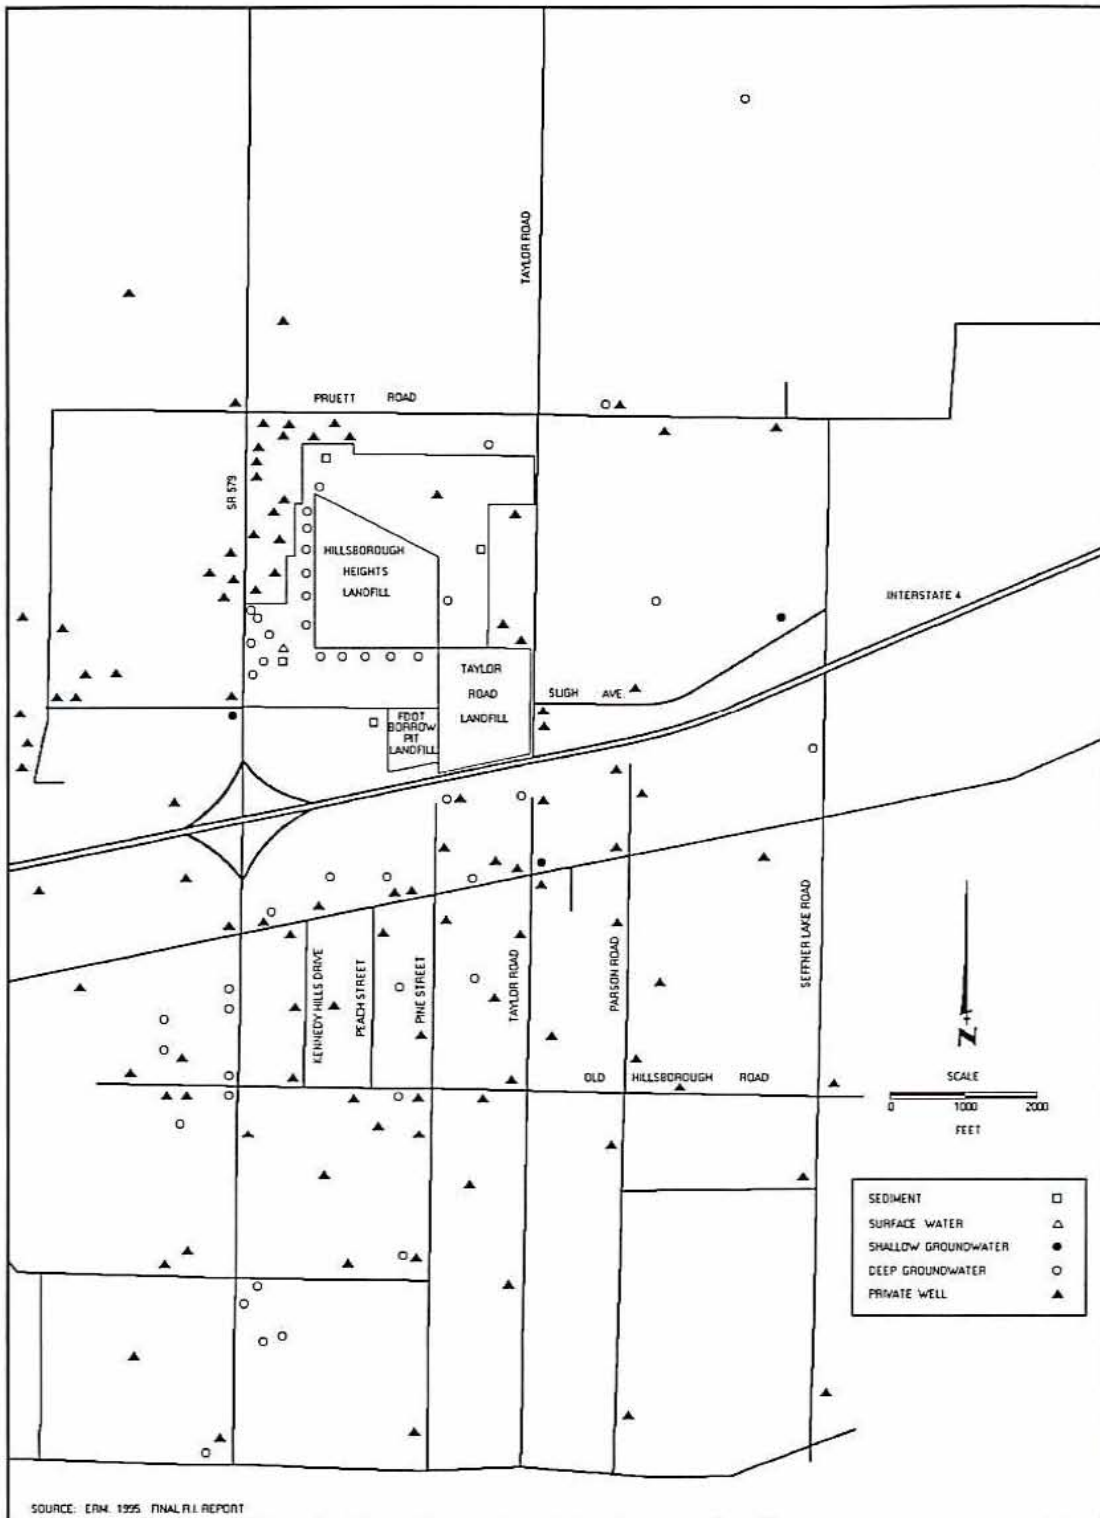 TAYLOR ROAD
PRUETT ROAD
SR 579
HILLSBOROUGH
HEIGHTS
LANDFILL
INTERSTATE 4
TAYLOR
ROAD
LANDFILL
SLIGH AVE.
FOOT
BORROW
PIT
LANDFILL
SEFFNER LAKE ROAD
KENNEDY HILLS DRIVE
PEACH STREET
PINE STREET
TAYLOR ROAD
PARSON ROAD
OLD HILLSBOROUGH ROAD
N
SCALE
0 1000 2000
FEET
SEDIMENT
SURFACE WATER
SHALLOW GROUNDWATER
DEEP GROUNDWATER
PRIVATE WELL
SOURCE: ERM. 1995. FINAL R.I. REPORT